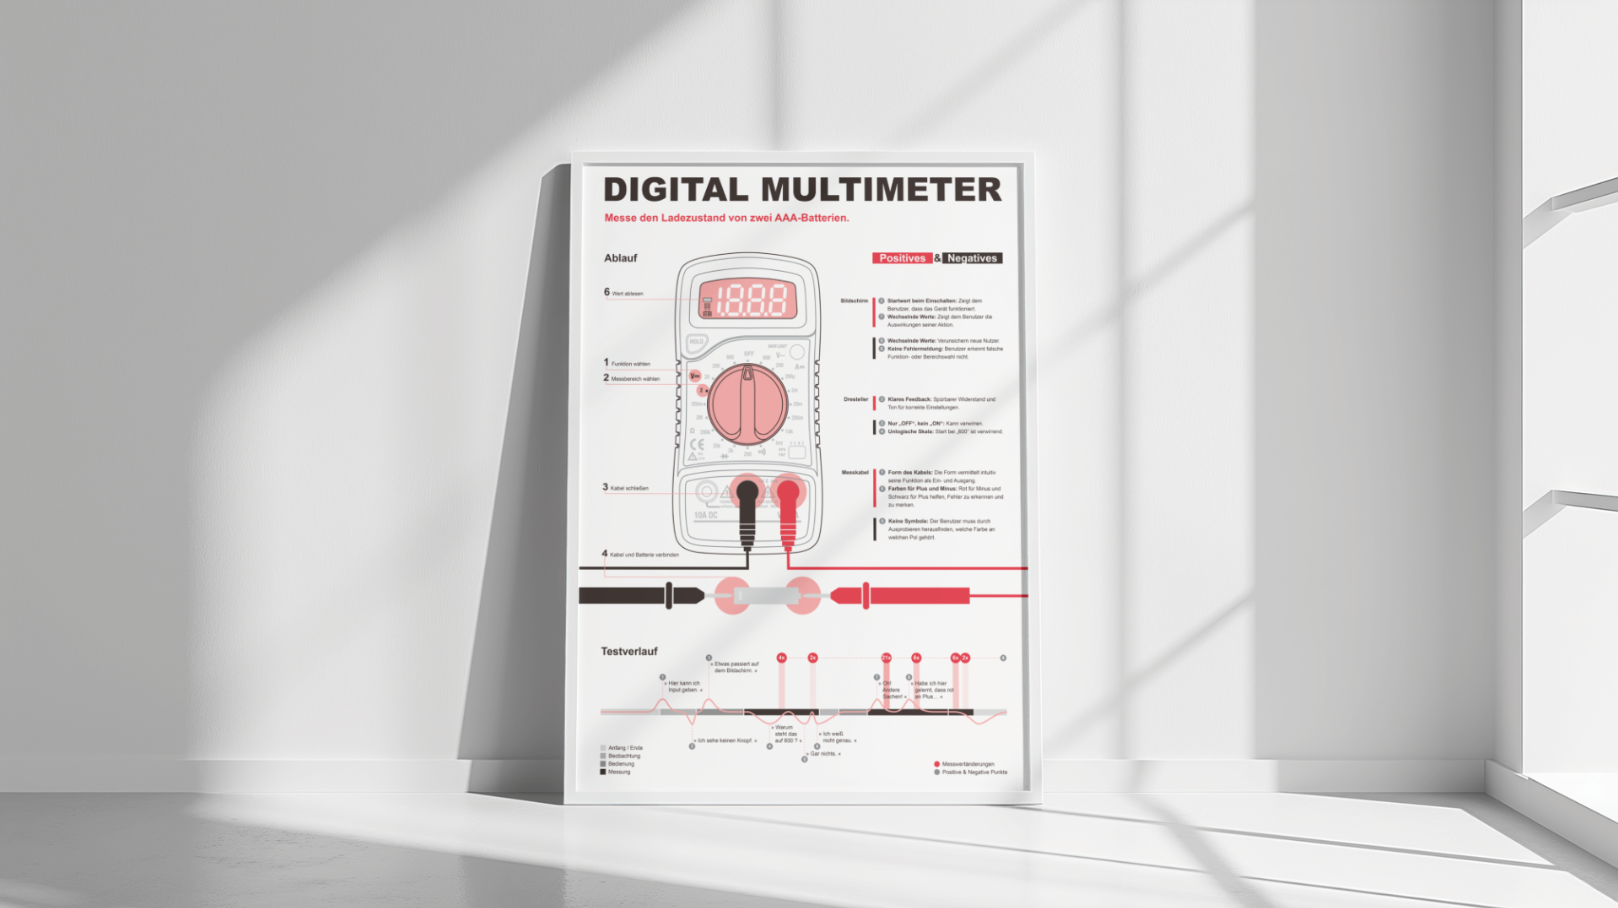 DIGITAL MULTIMETER
Messe den Ladezustand von zwei AAA-Batterien.
Ablauf
6 Wert ablesen
1 Funktion wählen
2 Messbereich wählen
3 Kabel schließen
4 Kabel und Batterie verbinden
1888
HOLD
OFF
10A DC
Positives & Negatives
Bildschirm
Startwert beim Einschalten: Zeigt dem
Benutzer, dass das Gerät funktioniert.
Wechselnde Werte: Zeigt dem Benutzer die
Auswirkungen seiner Aktion.
Wechselnde Werte: Verunsichern neue Nutzer.
Keine Fehlermeldung: Benutzer erkennt falsche
Funktion- oder Bereichswahl nicht.
Drehsteller
Klares Feedback: Spürbarer Widerstand und
Ton für korrekte Einstellungen.
Nur „OFF“, kein „ON“: Kann verwirren.
Unlogische Skala: Start bei „600“ ist verwirrend.
Messkabel
Form des Kabels: Die Form vermittelt intuitiv
seine Funktion als Ein- und Ausgang.
Farben für Plus und Minus: Rot für Minus und
Schwarz für Plus helfen, Fehler zu erkennen und
zu merken.
Keine Symbole: Der Benutzer muss durch
Ausprobieren herausfinden, welche Farbe an
welchen Pol gehört.
Testverlauf
» Etwas passiert auf
dem Bildschirm. «
» Hier kann ich
Input geben. «
» Ich sehe keinen Knopf. «
» Warum
steht das
auf 600 ? «
» Ich weiß
nicht genau. «
» Gar nichts. «
» Oh!
Andere
Sachen! «
» Habe ich hier
gelernt, dass rot
an Plus... «
4x
2x
21x
Anfang / Ende
Beobachtung
Bedienung
Messung
Messwertänderungen
Positive & Negative Punkte